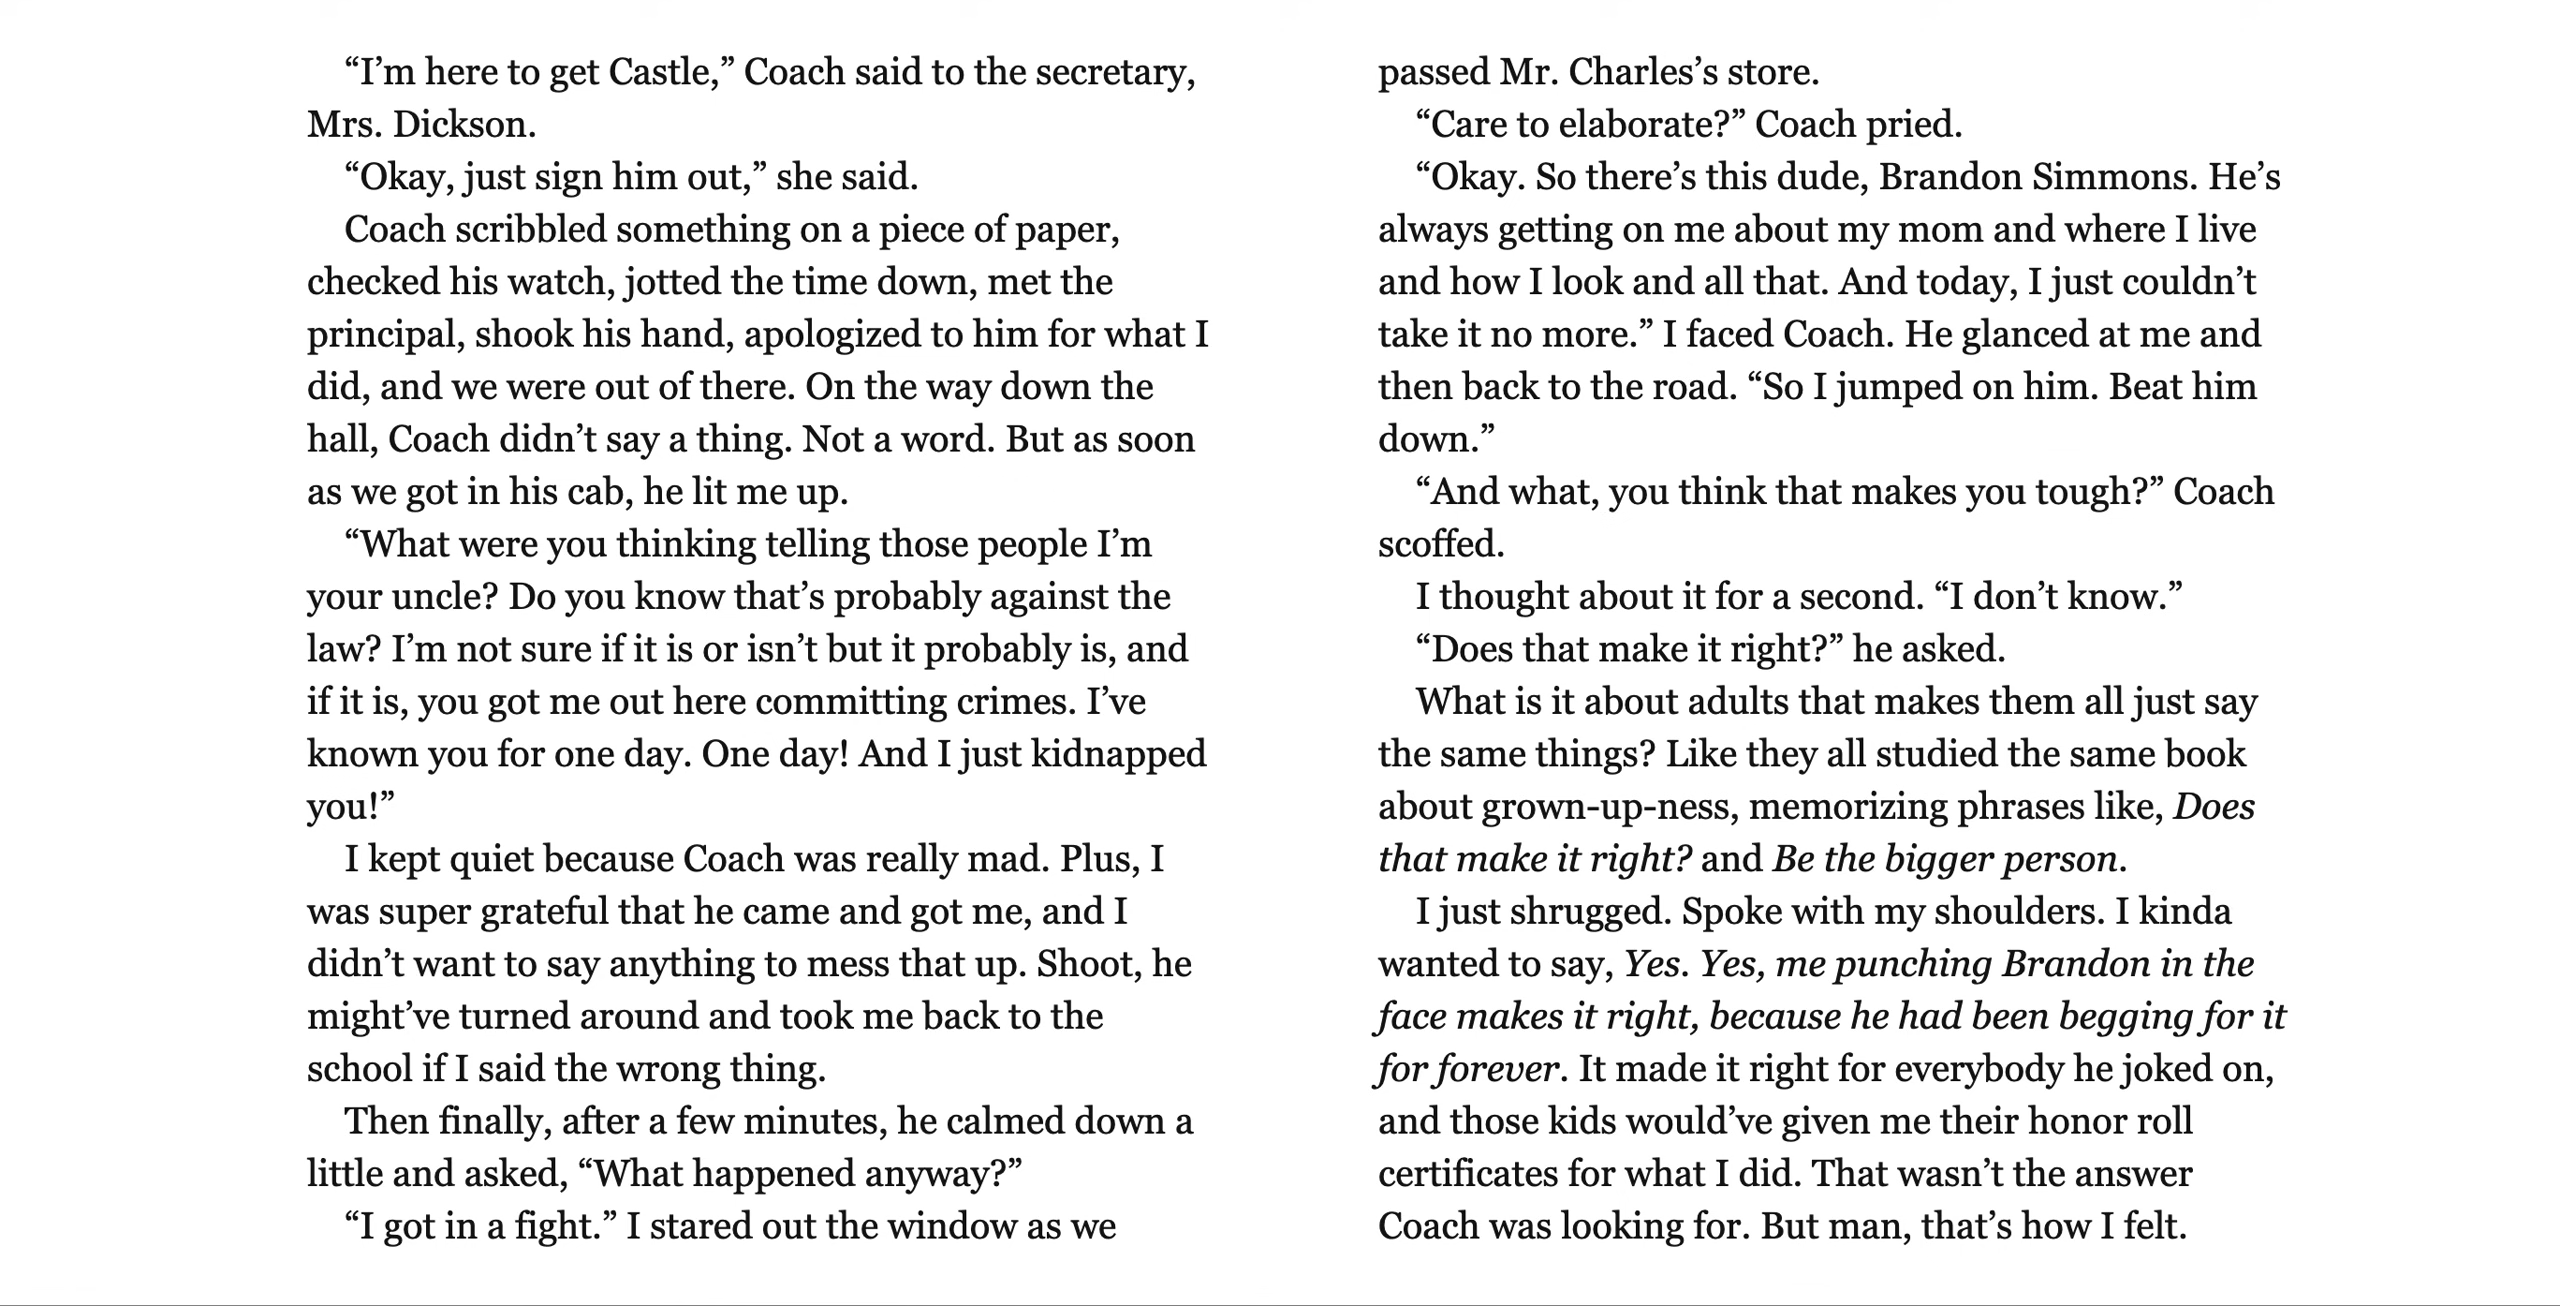 “I’m here to get Castle,” Coach said to the secretary,
Mrs. Dickson.
“Okay, just sign him out,” she said.
Coach scribbled something on a piece of paper,
checked his watch, jotted the time down, met the
principal, shook his hand, apologized to him for what I
did, and we were out of there. On the way down the
hall, Coach didn’t say a thing. Not a word. But as soon
as we got in his cab, he lit me up.
“What were you thinking telling those people I’m
your uncle? Do you know that’s probably against the
law? I’m not sure if it is or isn’t but it probably is, and
if it is, you got me out here committing crimes. I’ve
known you for one day. One day! And I just kidnapped
you!”
I kept quiet because Coach was really mad. Plus, I
was super grateful that he came and got me, and I
didn’t want to say anything to mess that up. Shoot, he
might’ve turned around and took me back to the
school if I said the wrong thing.
Then finally, after a few minutes, he calmed down a
little and asked, “What happened anyway?”
“I got in a fight.” I stared out the window as we
passed Mr. Charles’s store.
“Care to elaborate?” Coach pried.
“Okay. So there’s this dude, Brandon Simmons. He’s
always getting on me about my mom and where I live
and how I look and all that. And today, I just couldn’t
take it no more.” I faced Coach. He glanced at me and
then back to the road. “So I jumped on him. Beat him
down.”
“And what, you think that makes you tough?” Coach
scoffed.
I thought about it for a second. “I don’t know.”
“Does that make it right?” he asked.
What is it about adults that makes them all just say
the same things? Like they all studied the same book
about grown-up-ness, memorizing phrases like, Does
that make it right? and Be the bigger person.
I just shrugged. Spoke with my shoulders. I kinda
wanted to say, Yes. Yes, me punching Brandon in the
face makes it right, because he had been begging for it
for forever. It made it right for everybody he joked on,
and those kids would’ve given me their honor roll
certificates for what I did. That wasn’t the answer
Coach was looking for. But man, that’s how I felt.